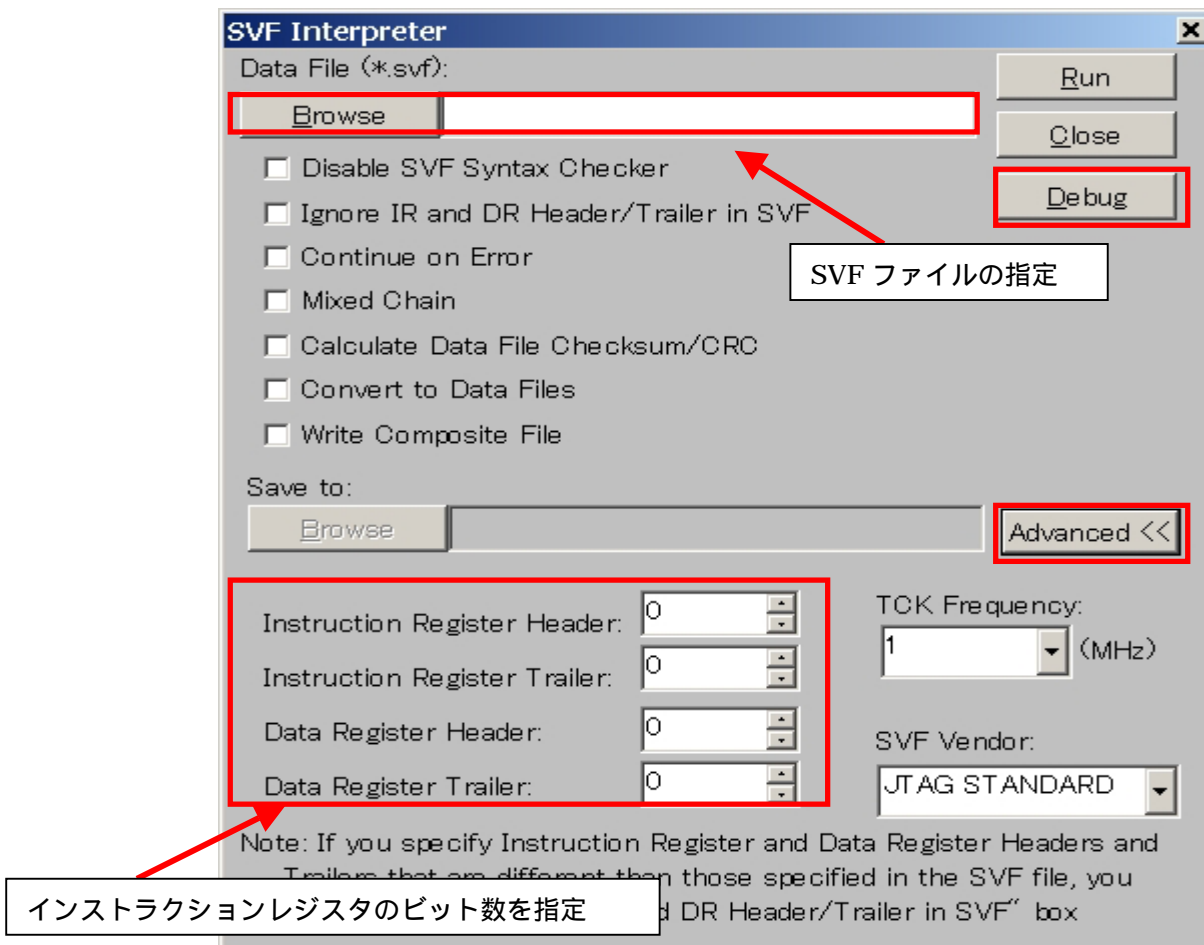 SVF Interpreter
Data File (*.svf):
Run
Browse
Close
Disable SVF Syntax Checker
Debug
Ignore IR and DR Header/Trailer in SVF
Continue on Error
SVF ファイルの指定
Mixed Chain
Calculate Data File Checksum/CRC
Convert to Data Files
Write Composite File
Save to:
Browse
Advanced <<
Instruction Register Header: 0
TCK Frequency:
1 (MHz)
Instruction Register Trailer: 0
Data Register Header: 0
SVF Vendor:
Data Register Trailer: 0
JTAG STANDARD
Note: If you specify Instruction Register and Data Register Headers and
Trailers that are different than those specified in the SVF file, you
インストラクションレジスタのビット数を指定
DR Header/Trailer in SVF“ box